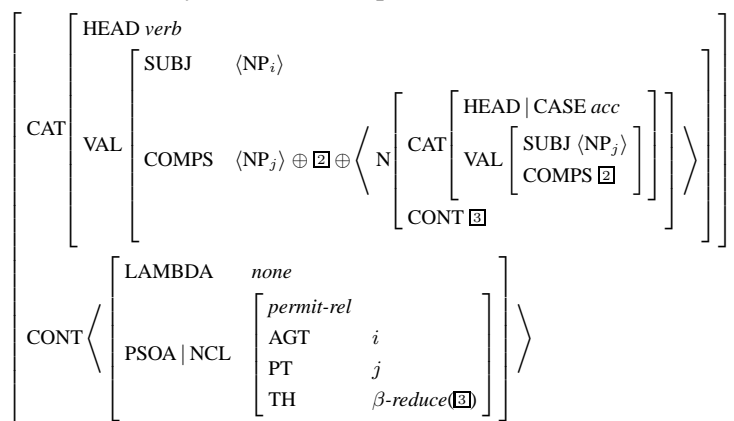 HEAD verb
SUBJ ⟨NP_i⟩
HEAD | CASE acc
CAT VAL COMPS ⟨NP_j⟩ ⊕ [2] ⊕ ⟨ N CAT VAL SUBJ ⟨NP_j⟩
COMPS [2]
CONT [3] ⟩
LAMBDA none
permit-rel
CONT ⟨ PSOA | NCL AGT i ⟩
PT j
TH β-reduce([3])